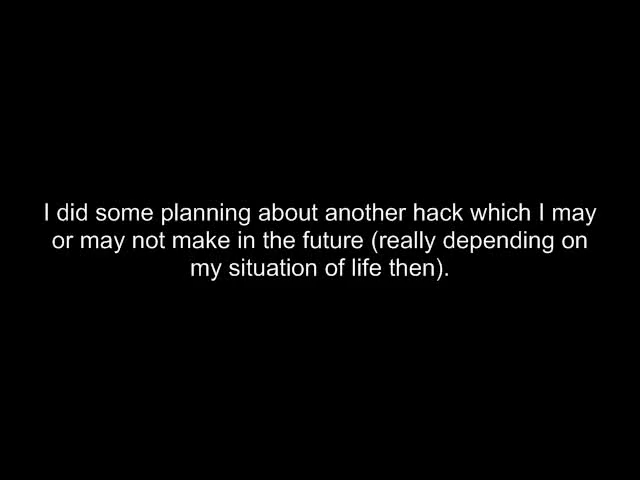 I did some planning about another hack which I may
or may not make in the future (really depending on
my situation of life then).